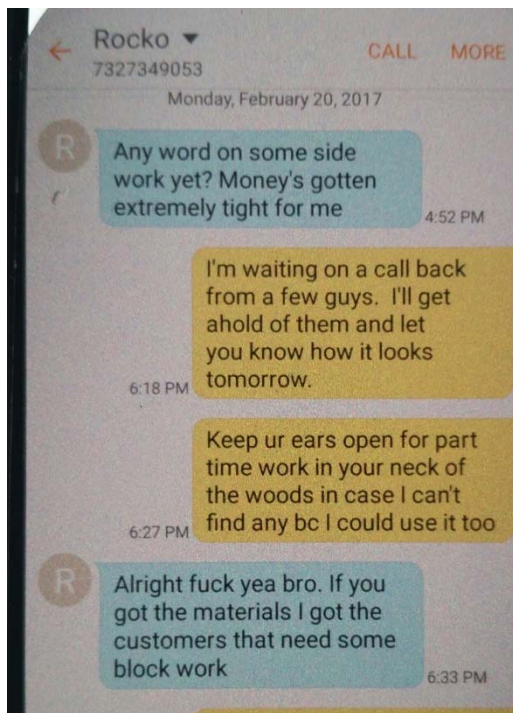 Rocko
CALL MORE
7327349053
Monday, February 20, 2017
R
Any word on some side
work yet? Money's gotten
extremely tight for me
4:52 PM
I'm waiting on a call back
from a few guys. I'll get
ahold of them and let
you know how it looks
tomorrow.
6:18 PM
Keep ur ears open for part
time work in your neck of
the woods in case I can't
find any bc I could use it too
6:27 PM
R
Alright fuck yea bro. If you
got the materials I got the
customers that need some
block work
6:33 PM